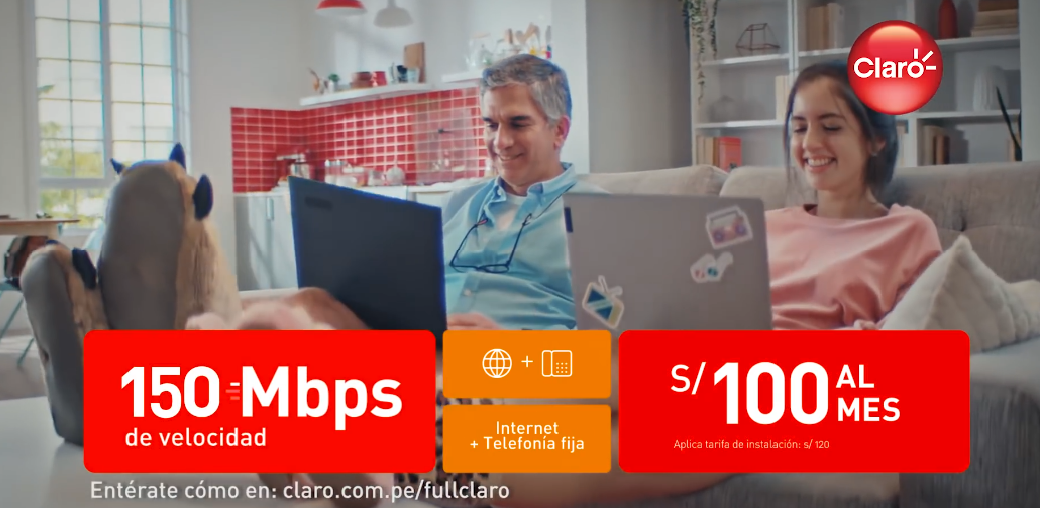 Claro
150 Mbps
de velocidad
+
Internet
+ Telefonía fija
S/100 AL MES
Aplica tarifa de instalación: s/ 120
Entérate cómo en: claro.com.pe/fullclaro